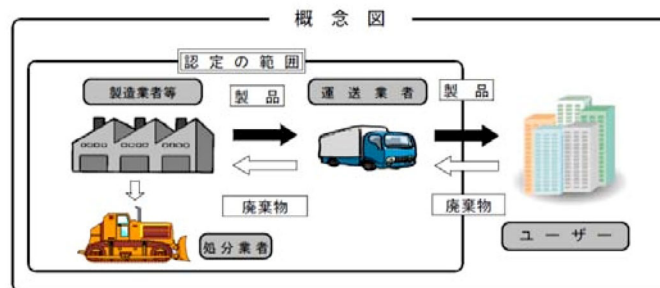 概念図
認定の範囲
製造業者等
製品
運送業者
製品
廃棄物
廃棄物
処分業者
ユーザー